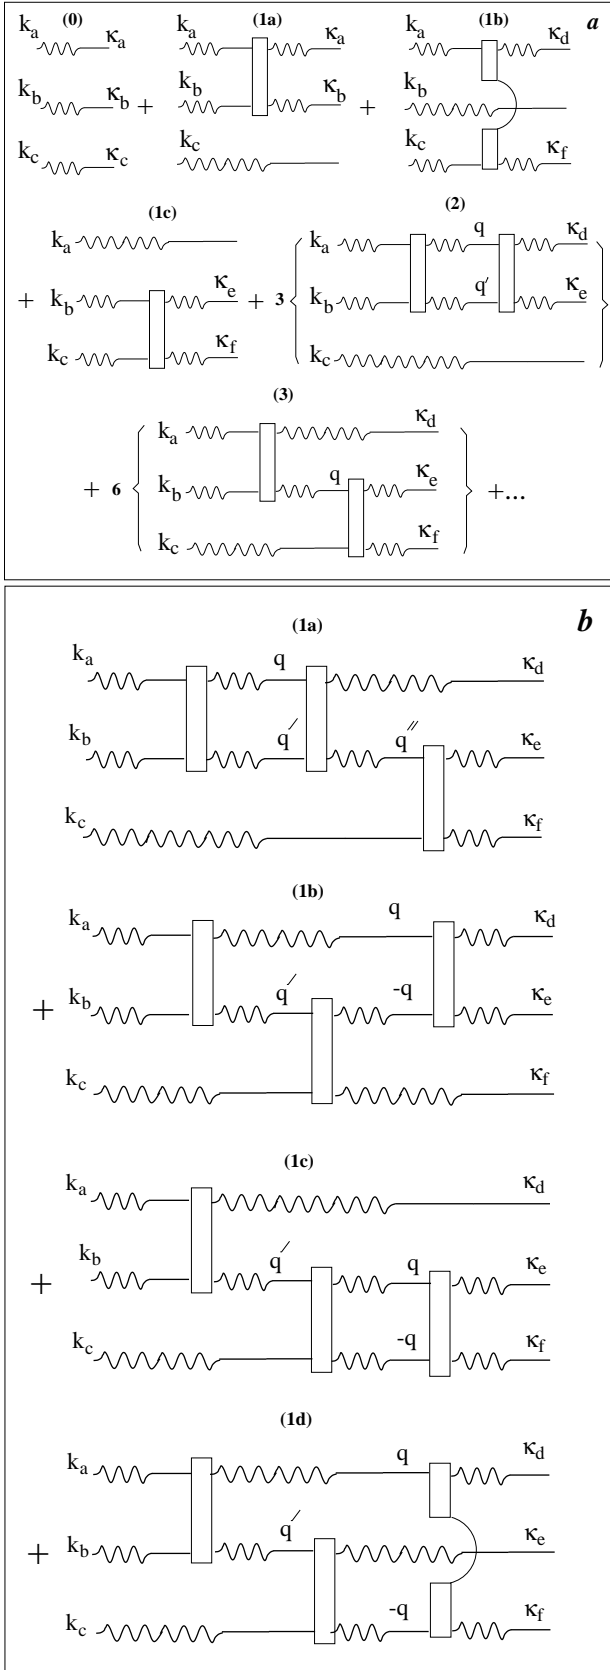 (0) (1a) (1b) a
k_a κ_a k_a κ_a k_a κ_d
k_b κ_b + k_b κ_b + k_b
k_c κ_c k_c k_c κ_f
(1c) (2)
k_a k_a q κ_d
+ k_b κ_e + 3 k_b q′ κ_e
k_c κ_f k_c
(3)
k_a κ_d
+ 6 k_b q κ_e +...
k_c κ_f
b
(1a)
k_a q κ_d
k_b q′ q″ κ_e
k_c κ_f
(1b)
k_a q κ_d
+ k_b q′ -q κ_e
k_c κ_f
(1c)
k_a κ_d
+ k_b q′ q κ_e
k_c -q κ_f
(1d)
k_a q κ_d
+ k_b q′ κ_e
k_c -q κ_f